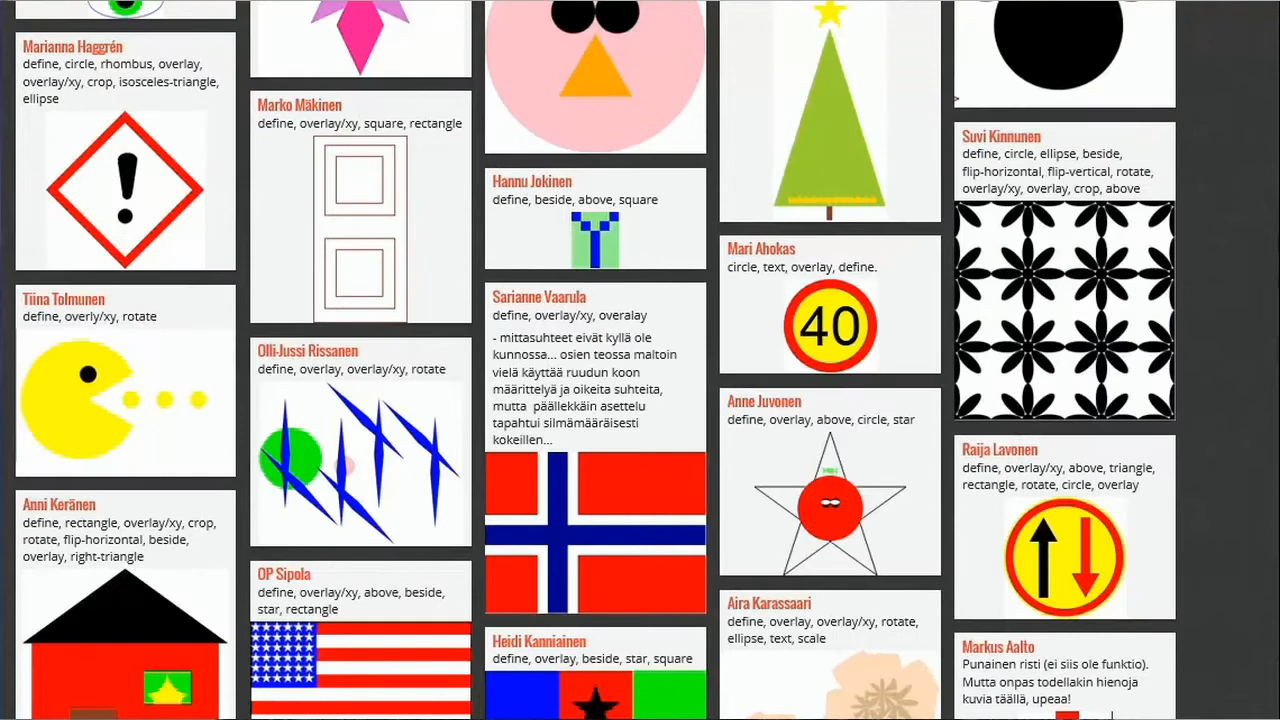 Marianna Haggrén
define, circle, rhombus, overlay,
overlay/xy, crop, isosceles-triangle,
ellipse
Tiina Tolmunen
define, overly/xy, rotate
Anni Keränen
define, rectangle, overlay/xy, crop,
rotate, flip-horizontal, beside,
overlay, right-triangle
Marko Mäkinen
define, overlay/xy, square, rectangle
Olli-Jussi Rissanen
define, overlay, overlay/xy, rotate
OP Sipola
define, overlay/xy, above, beside,
star, rectangle
Hannu Jokinen
define, beside, above, square
Sarianne Vaarula
define, overlay/xy, overalay
- mittasuhteet eivät kyllä ole
kunnossa... osien teossa maltoin
vielä käyttää ruudun koon
määrittelyä ja oikeita suhteita,
mutta päällekkäin asettelu
tapahtui silmämääräisesti
kokeillen...
Heidi Kanniainen
define, overlay, beside, star, square
Mari Ahokas
circle, text, overlay, define.
40
Anne Juvonen
define, overlay, above, circle, star
Aira Karassaari
define, overlay, overlay/xy, rotate,
ellipse, text, scale
>
Suvi Kinnunen
define, circle, ellipse, beside,
flip-horizontal, flip-vertical, rotate,
overlay/xy, overlay, crop, above
Raija Lavonen
define, overlay/xy, above, triangle,
rectangle, rotate, circle, overlay
Markus Aalto
Punainen risti (ei siis ole funktio).
Mutta onpas todellakin hienoja
kuvia täällä, upeaa!